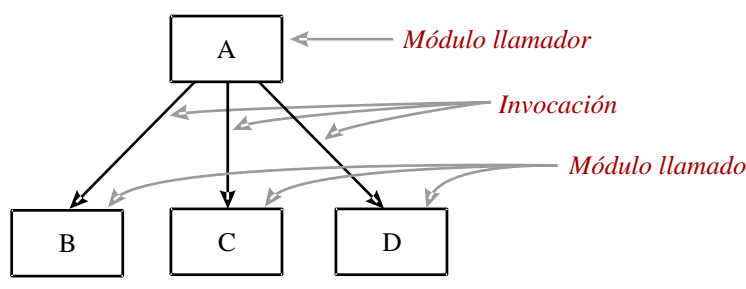 A
Módulo llamador
Invocación
Módulo llamado
B
C
D